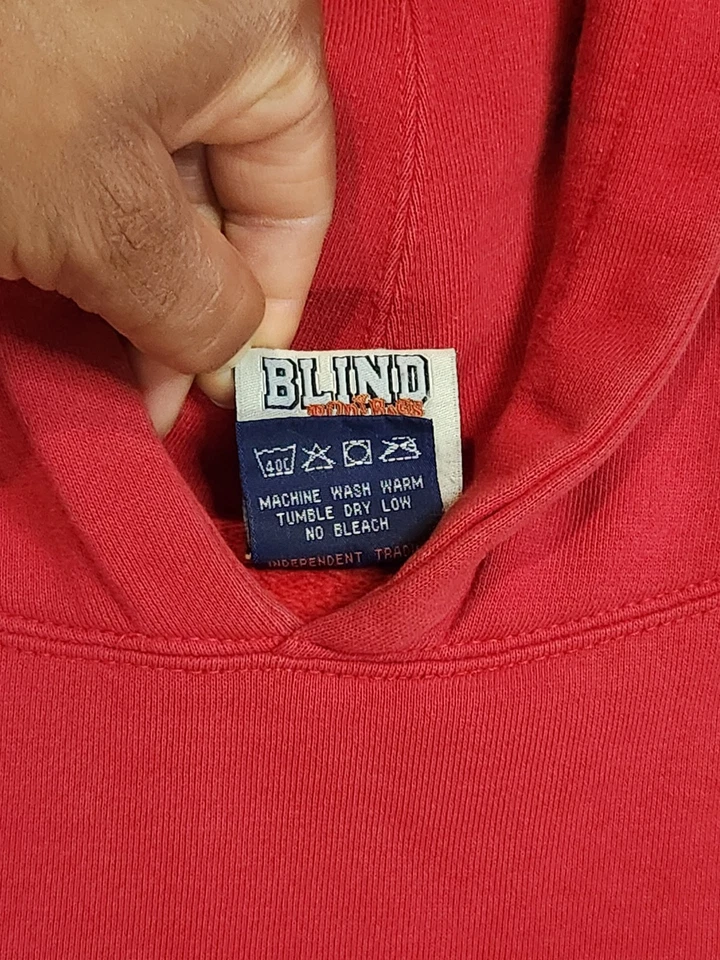 BLIND
40C
MACHINE WASH WARM
TUMBLE DRY LOW
NO BLEACH
INDEPENDENT